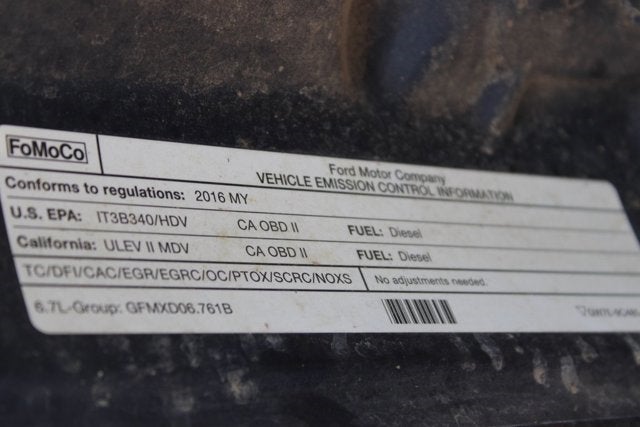 FoMoCo
Ford Motor Company
VEHICLE EMISSION CONTROL INFORMATION
Conforms to regulations: 2016 MY
U.S. EPA: IT3B340/HDV CA OBD II FUEL: Diesel
California: ULEV II MDV CA OBD II FUEL: Diesel
TC/DFI/CAC/EGR/EGRC/OC/PTOX/SCRC/NOXS No adjustments needed.
6.7L-Group: GFMXD06.761B